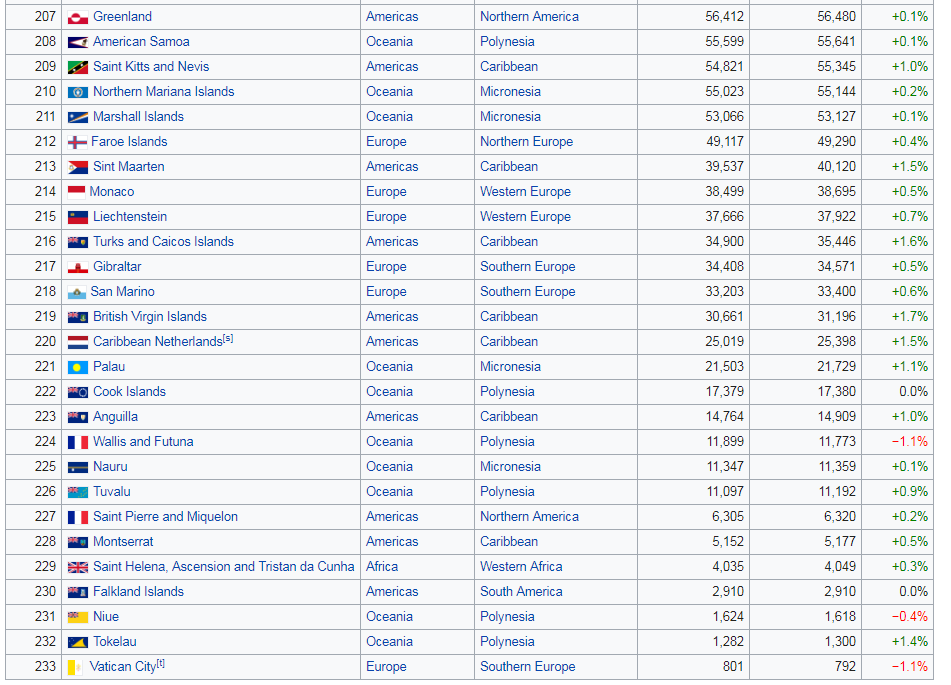 207 Greenland Americas Northern America 56,412 56,480 +0.1%
208 American Samoa Oceania Polynesia 55,599 55,641 +0.1%
209 Saint Kitts and Nevis Americas Caribbean 54,821 55,345 +1.0%
210 Northern Mariana Islands Oceania Micronesia 55,023 55,144 +0.2%
211 Marshall Islands Oceania Micronesia 53,066 53,127 +0.1%
212 Faroe Islands Europe Northern Europe 49,117 49,290 +0.4%
213 Sint Maarten Americas Caribbean 39,537 40,120 +1.5%
214 Monaco Europe Western Europe 38,499 38,695 +0.5%
215 Liechtenstein Europe Western Europe 37,666 37,922 +0.7%
216 Turks and Caicos Islands Americas Caribbean 34,900 35,446 +1.6%
217 Gibraltar Europe Southern Europe 34,408 34,571 +0.5%
218 San Marino Europe Southern Europe 33,203 33,400 +0.6%
219 British Virgin Islands Americas Caribbean 30,661 31,196 +1.7%
220 Caribbean Netherlands[s] Americas Caribbean 25,019 25,398 +1.5%
221 Palau Oceania Micronesia 21,503 21,729 +1.1%
222 Cook Islands Oceania Polynesia 17,379 17,380 0.0%
223 Anguilla Americas Caribbean 14,764 14,909 +1.0%
224 Wallis and Futuna Oceania Polynesia 11,899 11,773 −1.1%
225 Nauru Oceania Micronesia 11,347 11,359 +0.1%
226 Tuvalu Oceania Polynesia 11,097 11,192 +0.9%
227 Saint Pierre and Miquelon Americas Northern America 6,305 6,320 +0.2%
228 Montserrat Americas Caribbean 5,152 5,177 +0.5%
229 Saint Helena, Ascension and Tristan da Cunha Africa Western Africa 4,035 4,049 +0.3%
230 Falkland Islands Americas South America 2,910 2,910 0.0%
231 Niue Oceania Polynesia 1,624 1,618 −0.4%
232 Tokelau Oceania Polynesia 1,282 1,300 +1.4%
233 Vatican City[t] Europe Southern Europe 801 792 −1.1%